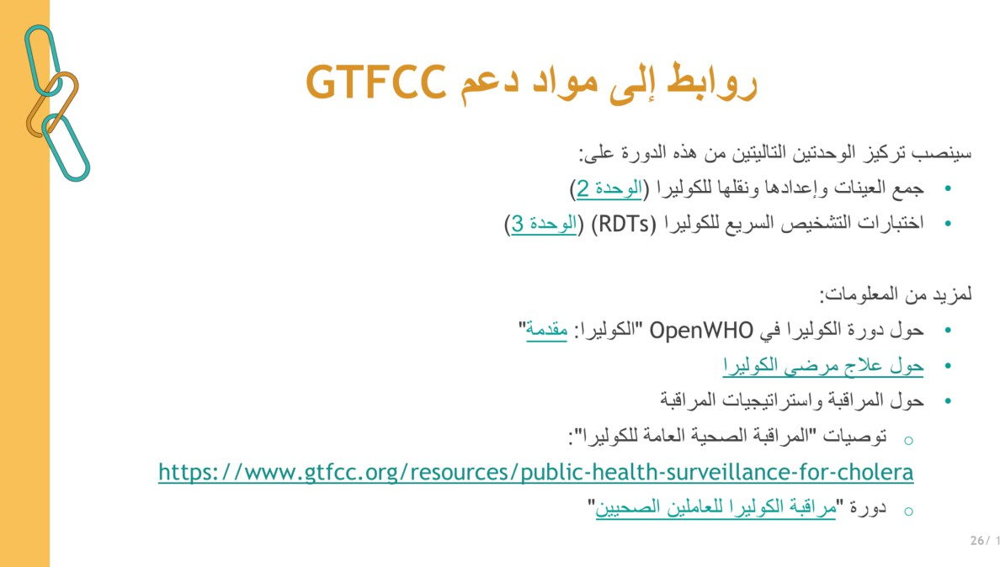 روابط إلى مواد دعم GTFCC
سينصب تركيز الوحدتين التاليتين من هذه الدورة على:
• جمع العينات وإعدادها ونقلها للكوليرا (الوحدة 2)
• اختبارات التشخيص السريع للكوليرا (RDTs) (الوحدة 3)
لمزيد من المعلومات:
• حول دورة الكوليرا في OpenWHO "الكوليرا: مقدمة"
• حول علاج مرضى الكوليرا
• حول المراقبة واستراتيجيات المراقبة
o توصيات "المراقبة الصحية العامة للكوليرا":
https://www.gtfcc.org/resources/public-health-surveillance-for-cholera
o دورة "مراقبة الكوليرا للعاملين الصحيين"
26/ 1